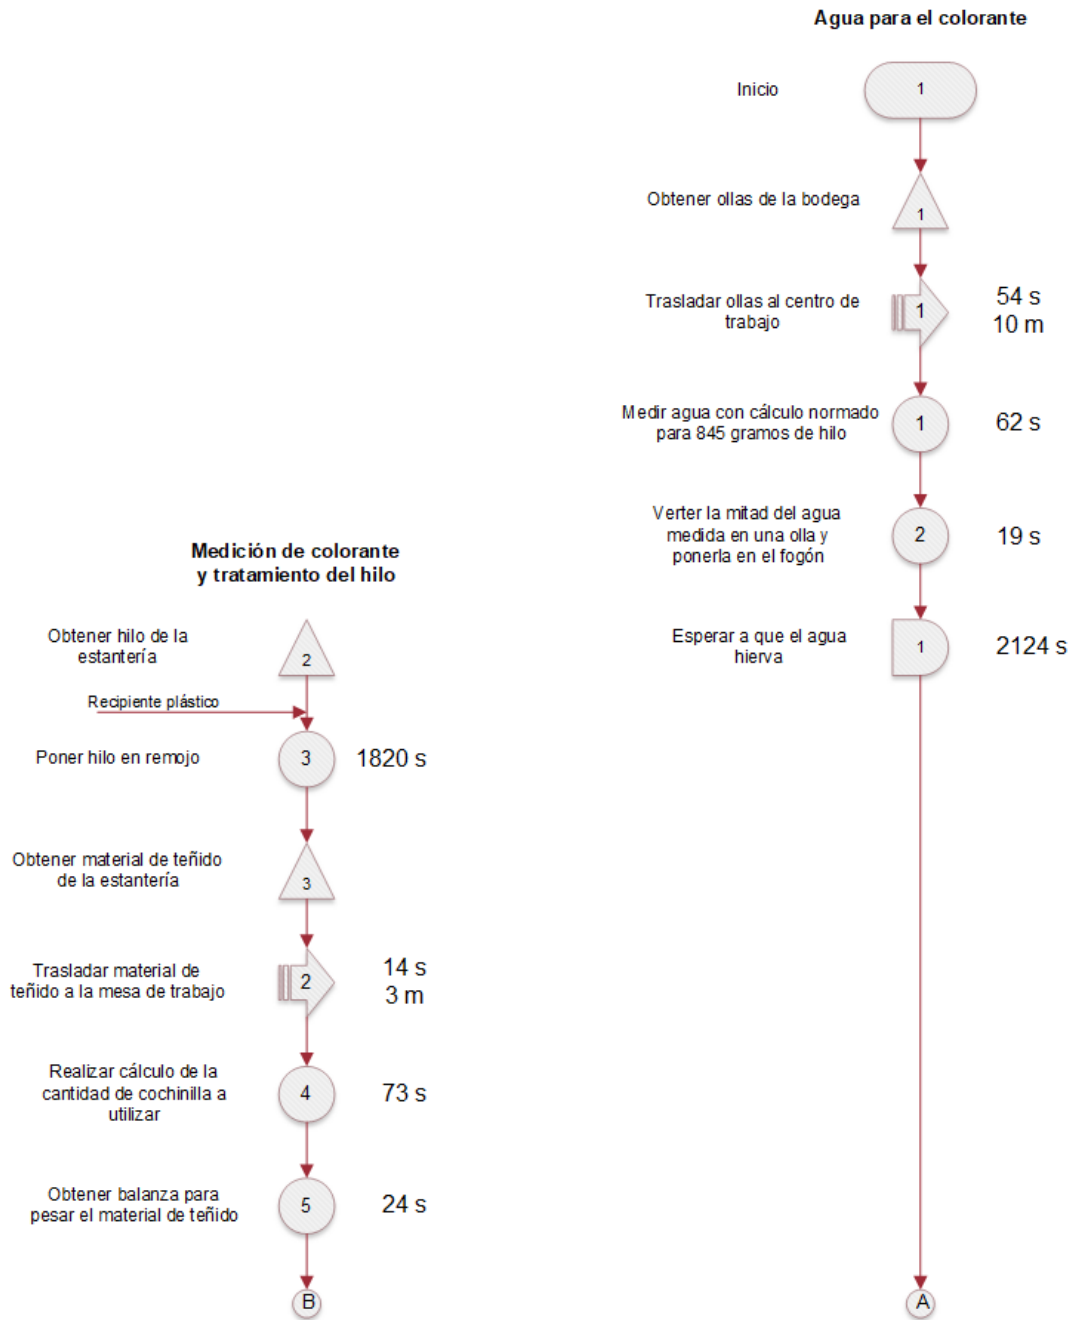 Agua para el colorante
Inicio
1
Obtener ollas de la bodega
1
Trasladar ollas al centro de
trabajo
1
54 s
10 m
Medir agua con cálculo normado
para 845 gramos de hilo
1
62 s
Verter la mitad del agua
medida en una olla y
ponerla en el fogón
2
19 s
Esperar a que el agua
hierva
1
2124 s
A
Medición de colorante
y tratamiento del hilo
Obtener hilo de la
estantería
2
Recipiente plástico
Poner hilo en remojo
3
1820 s
Obtener material de teñido
de la estantería
3
Trasladar material de
teñido a la mesa de trabajo
2
14 s
3 m
Realizar cálculo de la
cantidad de cochinilla a
utilizar
4
73 s
Obtener balanza para
pesar el material de teñido
5
24 s
B